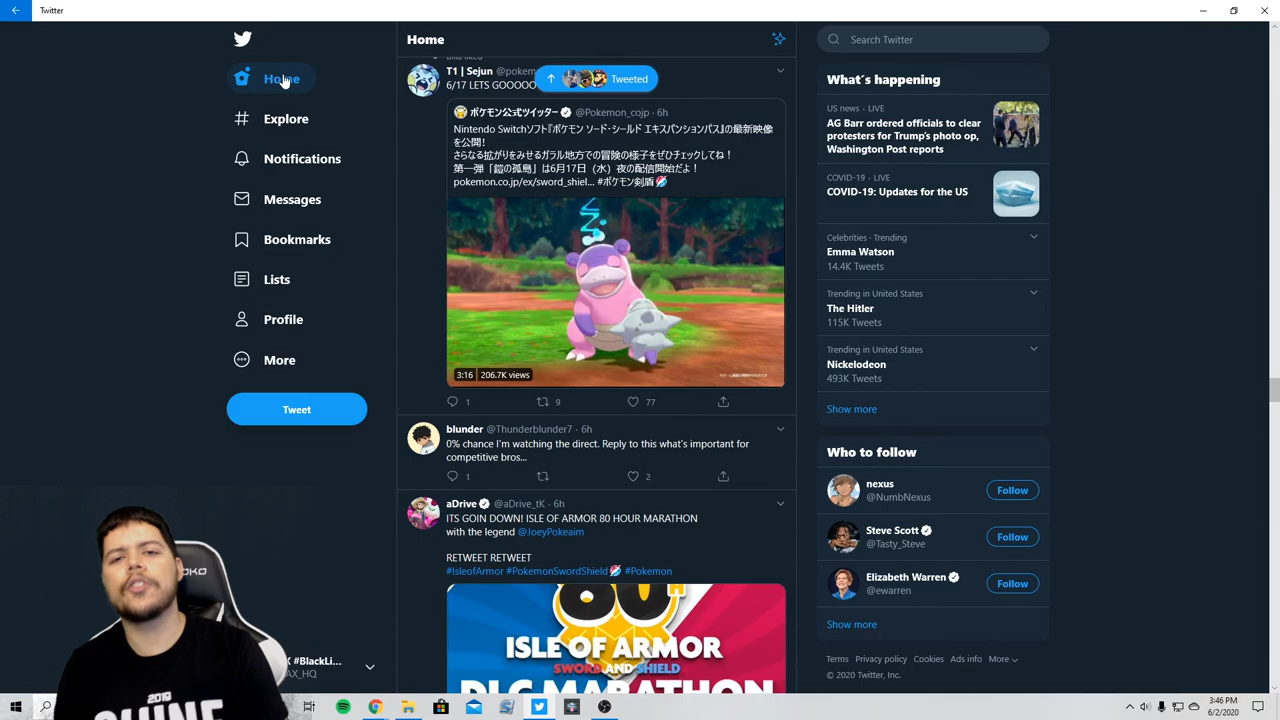 Twitter
Home
Explore
Notifications
Messages
Bookmarks
Lists
Profile
More
Tweet
#BlackLi...
AX_HQ
Home
T1 | Sejun
6/17 LETS GOOOOO
Tweeted
ポケモン公式ツイッター @Pokemon_cojp · 6h
Nintendo Switchソフト『ポケモン ソード・シールド エキスパンションパス』の最新映像
を公開!
さらなる拡がりをみせるガラル地方での冒険の様子をぜひチェックしてね!
第一弾「鎧の孤島」は6月17日(水)夜の配信開始だよ!
pokemon.co.jp/ex/sword_shiel... #ポケモン剣盾
3:16 206.7K views
1 9 77
blunder @Thunderblunder7 · 6h
0% chance I'm watching the direct. Reply to this what's important for
competitive bros...
1 2
aDrive @aDrive_tK · 6h
ITS GOIN DOWN! ISLE OF ARMOR 80 HOUR MARATHON
with the legend @JoeyPokeaim
RETWEET RETWEET
#IsleofArmor #PokemonSwordShield #Pokemon
ISLE OF ARMOR
SWORD AND SHIELD
DLC MARATHON
Search Twitter
What's happening
US news · LIVE
AG Barr ordered officials to clear
protesters for Trump's photo op,
Washington Post reports
COVID-19 · LIVE
COVID-19: Updates for the US
Celebrities · Trending
Emma Watson
14.4K Tweets
Trending in United States
The Hitler
115K Tweets
Trending in United States
Nickelodeon
493K Tweets
Show more
Who to follow
nexus
@NumbNexus
Follow
Steve Scott
@Tasty_Steve
Follow
Elizabeth Warren
@ewarren
Follow
Show more
Terms Privacy policy Cookies Ads info More
© 2020 Twitter, Inc.
2019
3:46 PM
6/2/2020